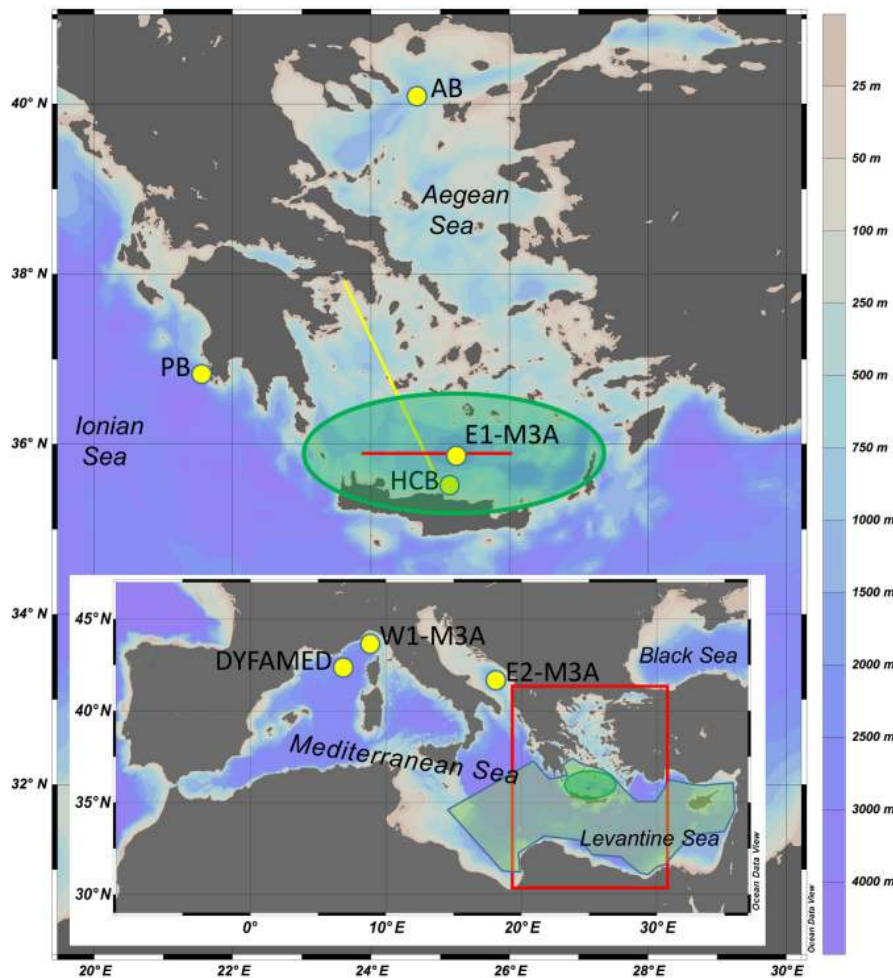 40° N
38° N
36° N
34° N
32° N
20°E
22°E
24°E
26°E
28°E
30°E
AB
Aegean
Sea
PB
Ionian
Sea
E1-M3A
HCB
25 m
50 m
100 m
250 m
500 m
750 m
1000 m
1500 m
2000 m
2500 m
3000 m
4000 m
Ocean Data View
45°N
40°N
35°N
30°N
0°
10°E
20°E
30°E
W1-M3A
DYFAMED
E2-M3A
Black Sea
Mediterranean Sea
Levantine Sea
Ocean Data View